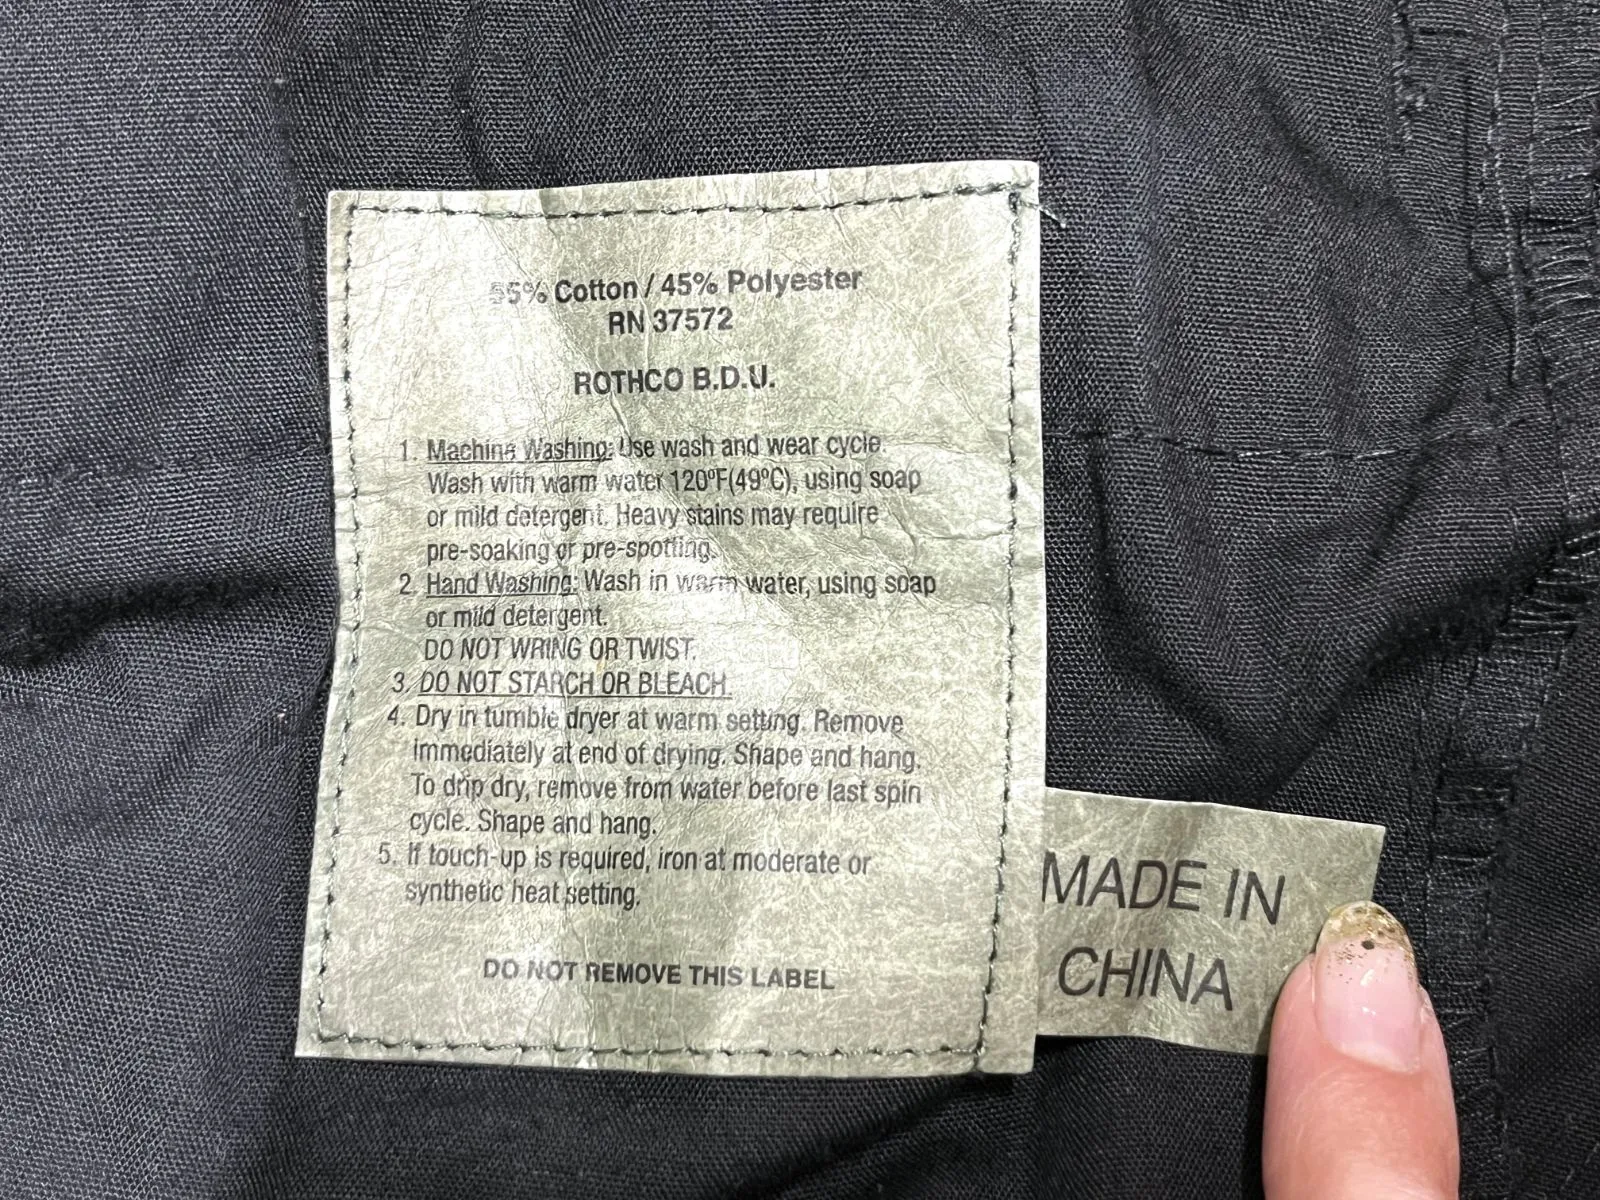 55% Cotton / 45% Polyester
RN 37572
ROTHCO B.D.U.
1. Machine Washing: Use wash and wear cycle.
Wash with warm water 120ºF(49ºC), using soap
or mild detergent. Heavy stains may require
pre-soaking or pre-spotting.
2. Hand Washing: Wash in warm water, using soap
or mild detergent.
DO NOT WRING OR TWIST.
3. DO NOT STARCH OR BLEACH.
4. Dry in tumble dryer at warm setting. Remove
immediately at end of drying. Shape and hang.
To drip dry, remove from water before last spin
cycle. Shape and hang.
5. If touch-up is required, iron at moderate or
synthetic heat setting.
DO NOT REMOVE THIS LABEL
MADE IN
CHINA